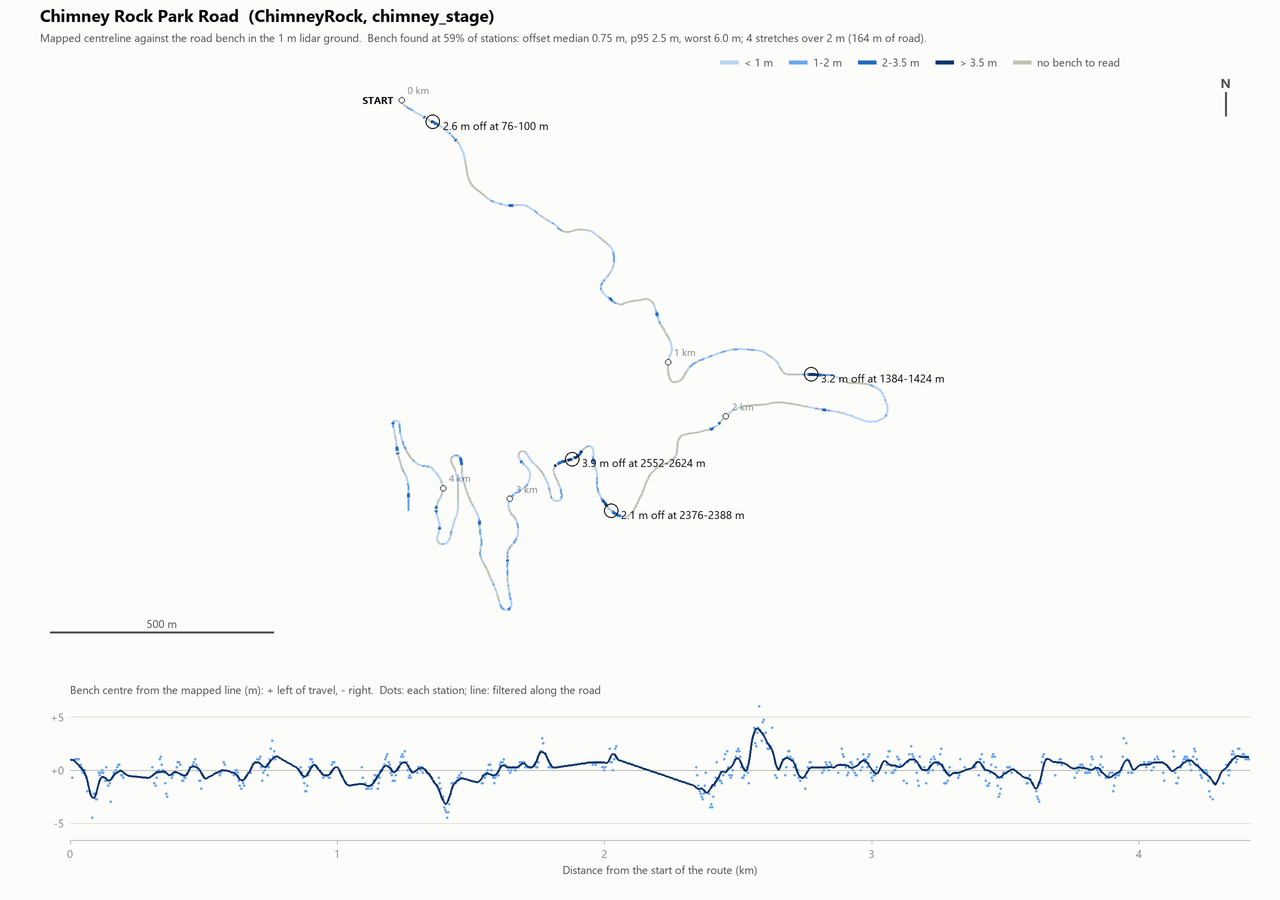 Chimney Rock Park Road  (ChimneyRock, chimney_stage)
Mapped centreline against the road bench in the 1 m lidar ground.  Bench found at 59% of stations: offset median 0.75 m, p95 2.5 m, worst 6.0 m; 4 stretches over 2 m (164 m of road).
< 1 m
1-2 m
2-3.5 m
> 3.5 m
no bench to read
N
0 km
START
2.6 m off at 76-100 m
1 km
3.2 m off at 1384-1424 m
2 km
3.9 m off at 2552-2624 m
4 km
3 km
2.1 m off at 2376-2388 m
500 m
Bench centre from the mapped line (m): + left of travel, - right.  Dots: each station; line: filtered along the road
+5
+0
-5
0
1
2
3
4
Distance from the start of the route (km)